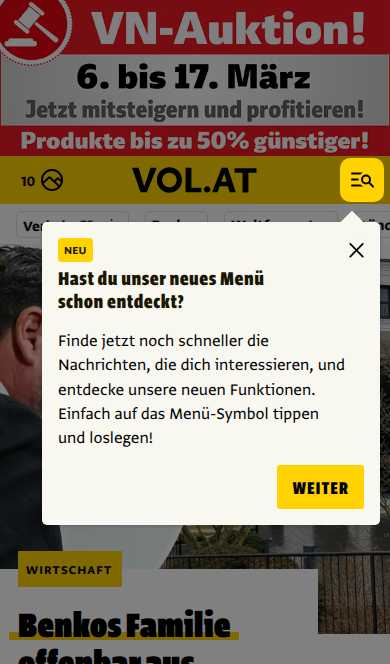 VN-Auktion!
6. bis 17. März
Jetzt mitsteigern und profitieren!
Produkte bis zu 50% günstiger!
10
VOL.AT
NEU
Hast du unser neues Menü
schon entdeckt?
Finde jetzt noch schneller die
Nachrichten, die dich interessieren, und
entdecke unsere neuen Funktionen.
Einfach auf das Menü-Symbol tippen
und loslegen!
WEITER
WIRTSCHAFT
Benkos Familie
offenbar aus